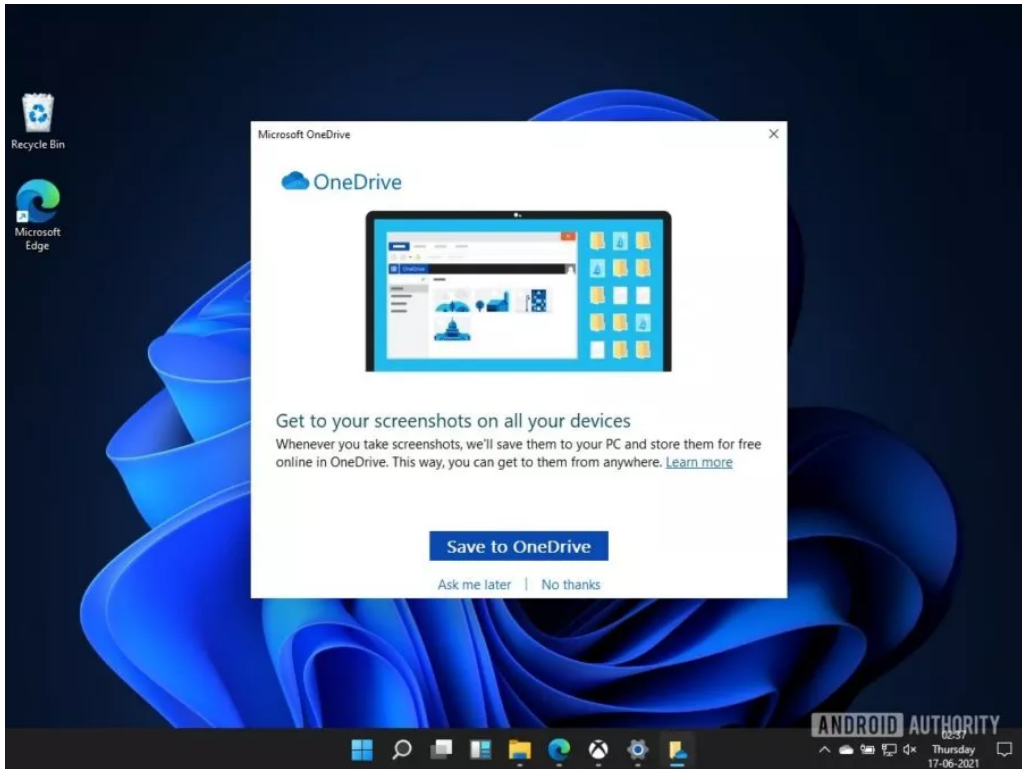 Recycle Bin
Microsoft
Edge
Microsoft OneDrive
OneDrive
OneDrive
Get to your screenshots on all your devices
Whenever you take screenshots, we'll save them to your PC and store them for free
online in OneDrive. This way, you can get to them from anywhere. Learn more
Save to OneDrive
Ask me later | No thanks
ANDROID AUTHORITY
02:37
Thursday
17-06-2021